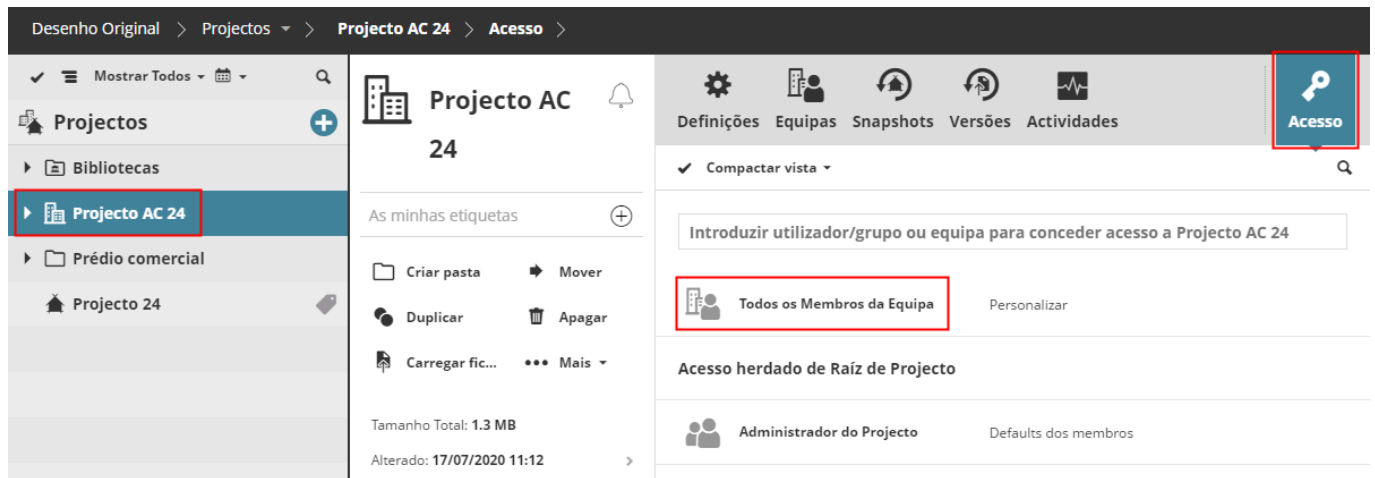 Desenho Original > Projectos > Projecto AC 24 > Acesso >
Mostrar Todos
Projectos
Bibliotecas
Projecto AC 24
Prédio comercial
Projecto 24
Projecto AC
24
As minhas etiquetas
Criar pasta Mover
Duplicar Apagar
Carregar fic... Mais
Tamanho Total: 1.3 MB
Alterado: 17/07/2020 11:12
Definições Equipas Snapshots Versões Actividades Acesso
Compactar vista
Introduzir utilizador/grupo ou equipa para conceder acesso a Projecto AC 24
Todos os Membros da Equipa Personalizar
Acesso herdado de Raíz de Projecto
Administrador do Projecto Defaults dos membros